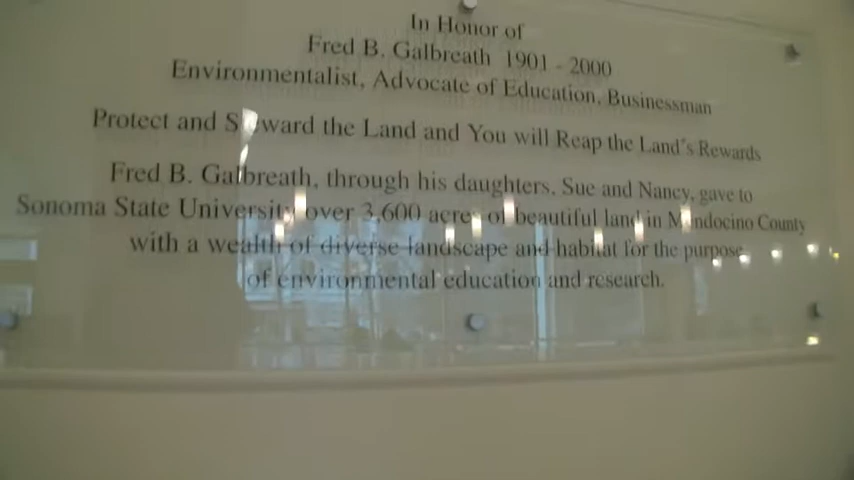 In Honor of
Fred B. Galbreath 1901 - 2000
Environmentalist, Advocate of Education, Businessman
Protect and Steward the Land and You will Reap the Land's Rewards
Fred B. Galbreath, through his daughters, Sue and Nancy, gave to
Sonoma State University over 3,600 acres of beautiful land in Mendocino County
with a wealth of diverse landscape and habitat for the purpose
of environmental education and research.